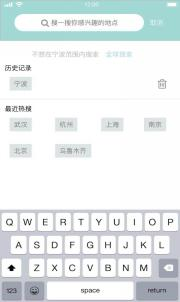 12:00
搜一搜你感兴趣的地点 取消
不想在宁波范围内搜索 全球搜索
历史记录
宁波
最近热搜
武汉 杭州 上海 南京
北京 乌鲁木齐
Q W E R T Y U I O P
A S D F G H J K L
Z X C V B N M
123 space return